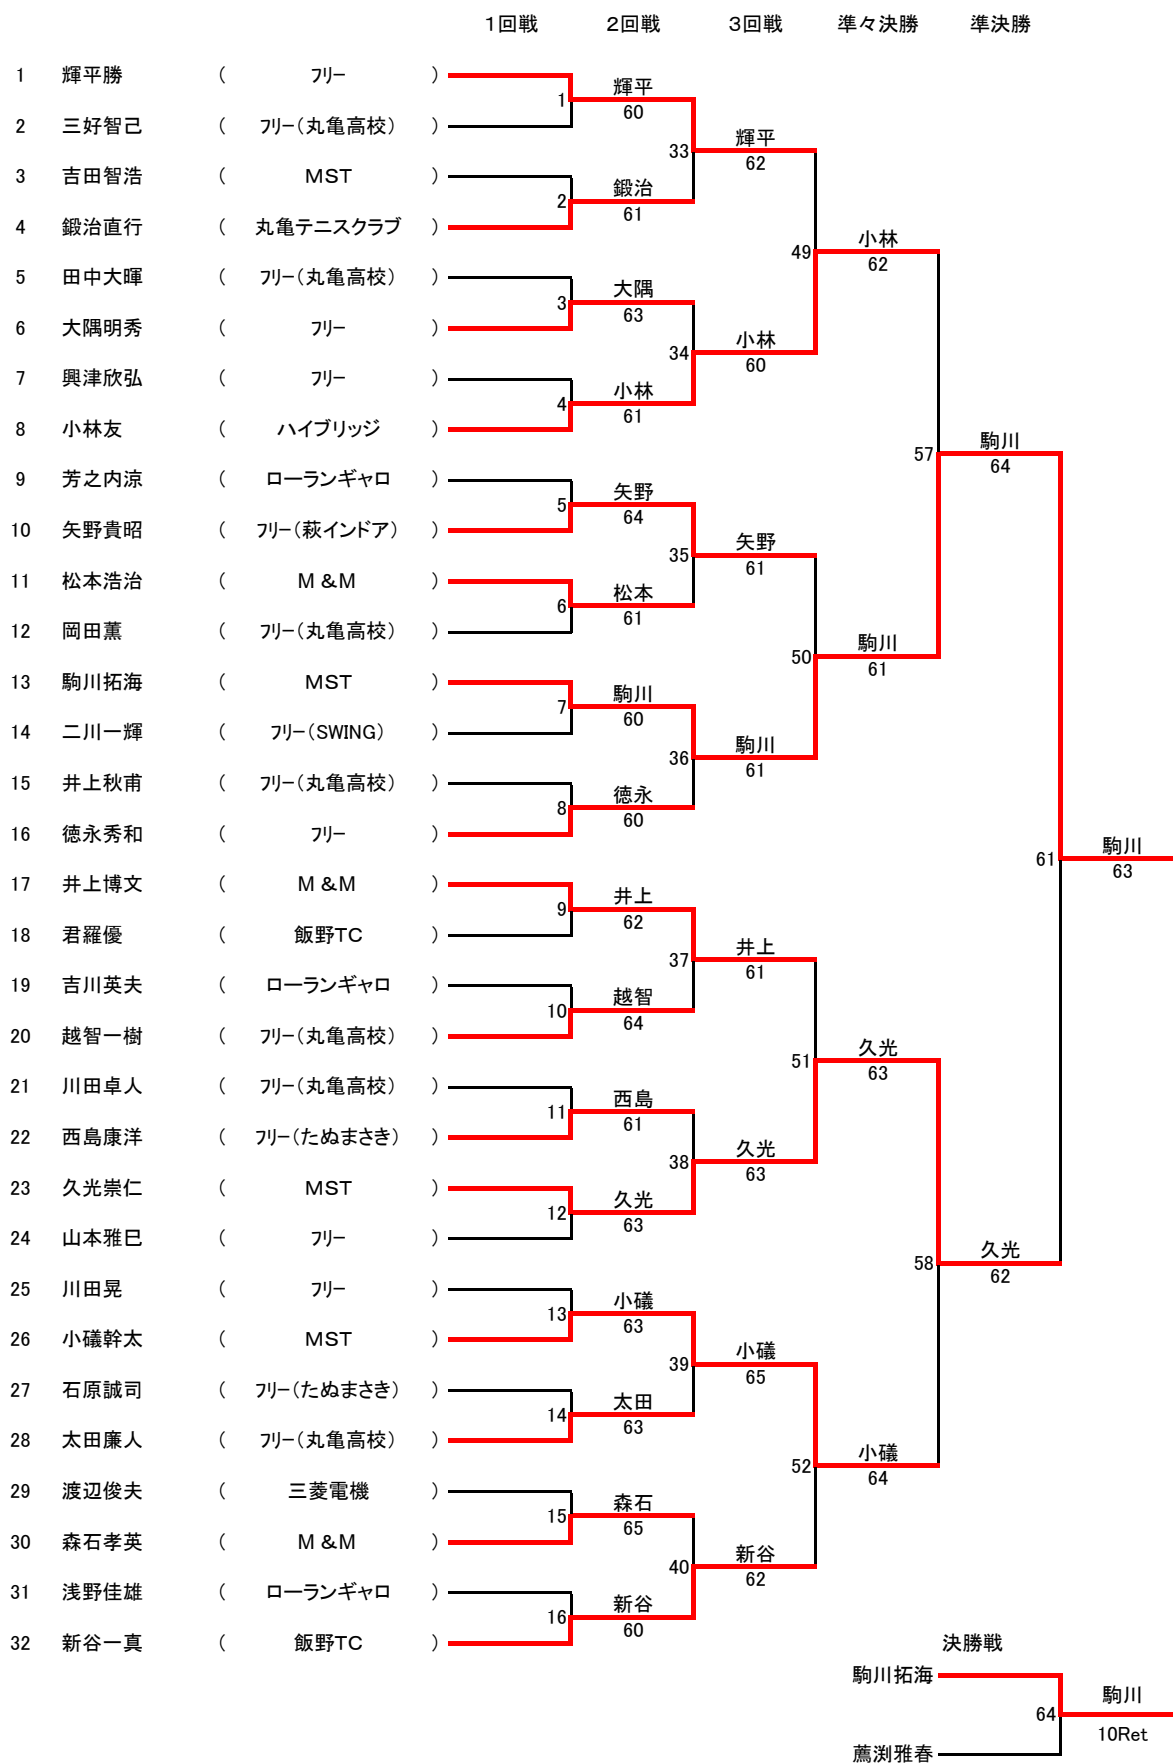 1回戦 2回戦 3回戦 準々決勝 準決勝
1 輝平勝 ( フリー )
1 輝平
60
2 三好智己 ( フリー(丸亀高校) )
33 輝平
62
3 吉田智浩 ( MST )
2 鍛治
61
4 鍛治直行 ( 丸亀テニスクラブ )
49 小林
62
5 田中大暉 ( フリー(丸亀高校) )
3 大隅
63
6 大隅明秀 ( フリー )
34 小林
60
7 興津欣弘 ( フリー )
4 小林
61
8 小林友 ( ハイブリッジ )
57 駒川
64
9 芳之内涼 ( ローランギャロ )
5 矢野
64
10 矢野貴昭 ( フリー(萩インドア) )
35 矢野
61
11 松本浩治 ( M&M )
6 松本
61
12 岡田薫 ( フリー(丸亀高校) )
50 駒川
61
13 駒川拓海 ( MST )
7 駒川
60
14 二川一輝 ( フリー(SWING) )
36 駒川
61
15 井上秋甫 ( フリー(丸亀高校) )
8 徳永
60
16 徳永秀和 ( フリー )
61 駒川
63
17 井上博文 ( M&M )
9 井上
62
18 君羅優 ( 飯野TC )
37 井上
61
19 吉川英夫 ( ローランギャロ )
10 越智
64
20 越智一樹 ( フリー(丸亀高校) )
51 久光
63
21 川田卓人 ( フリー(丸亀高校) )
11 西島
61
22 西島康洋 ( フリー(たぬまさき) )
38 久光
63
23 久光崇仁 ( MST )
12 久光
63
24 山本雅巳 ( フリー )
58 久光
62
25 川田晃 ( フリー )
13 小礒
63
26 小礒幹太 ( MST )
39 小礒
65
27 石原誠司 ( フリー(たぬまさき) )
14 太田
63
28 太田廉人 ( フリー(丸亀高校) )
52 小礒
64
29 渡辺俊夫 ( 三菱電機 )
15 森石
65
30 森石孝英 ( M&M )
40 新谷
62
31 浅野佳雄 ( ローランギャロ )
16 新谷
60
32 新谷一真 ( 飯野TC )
決勝戦
駒川拓海
64 駒川
10Ret
薦渕雅春